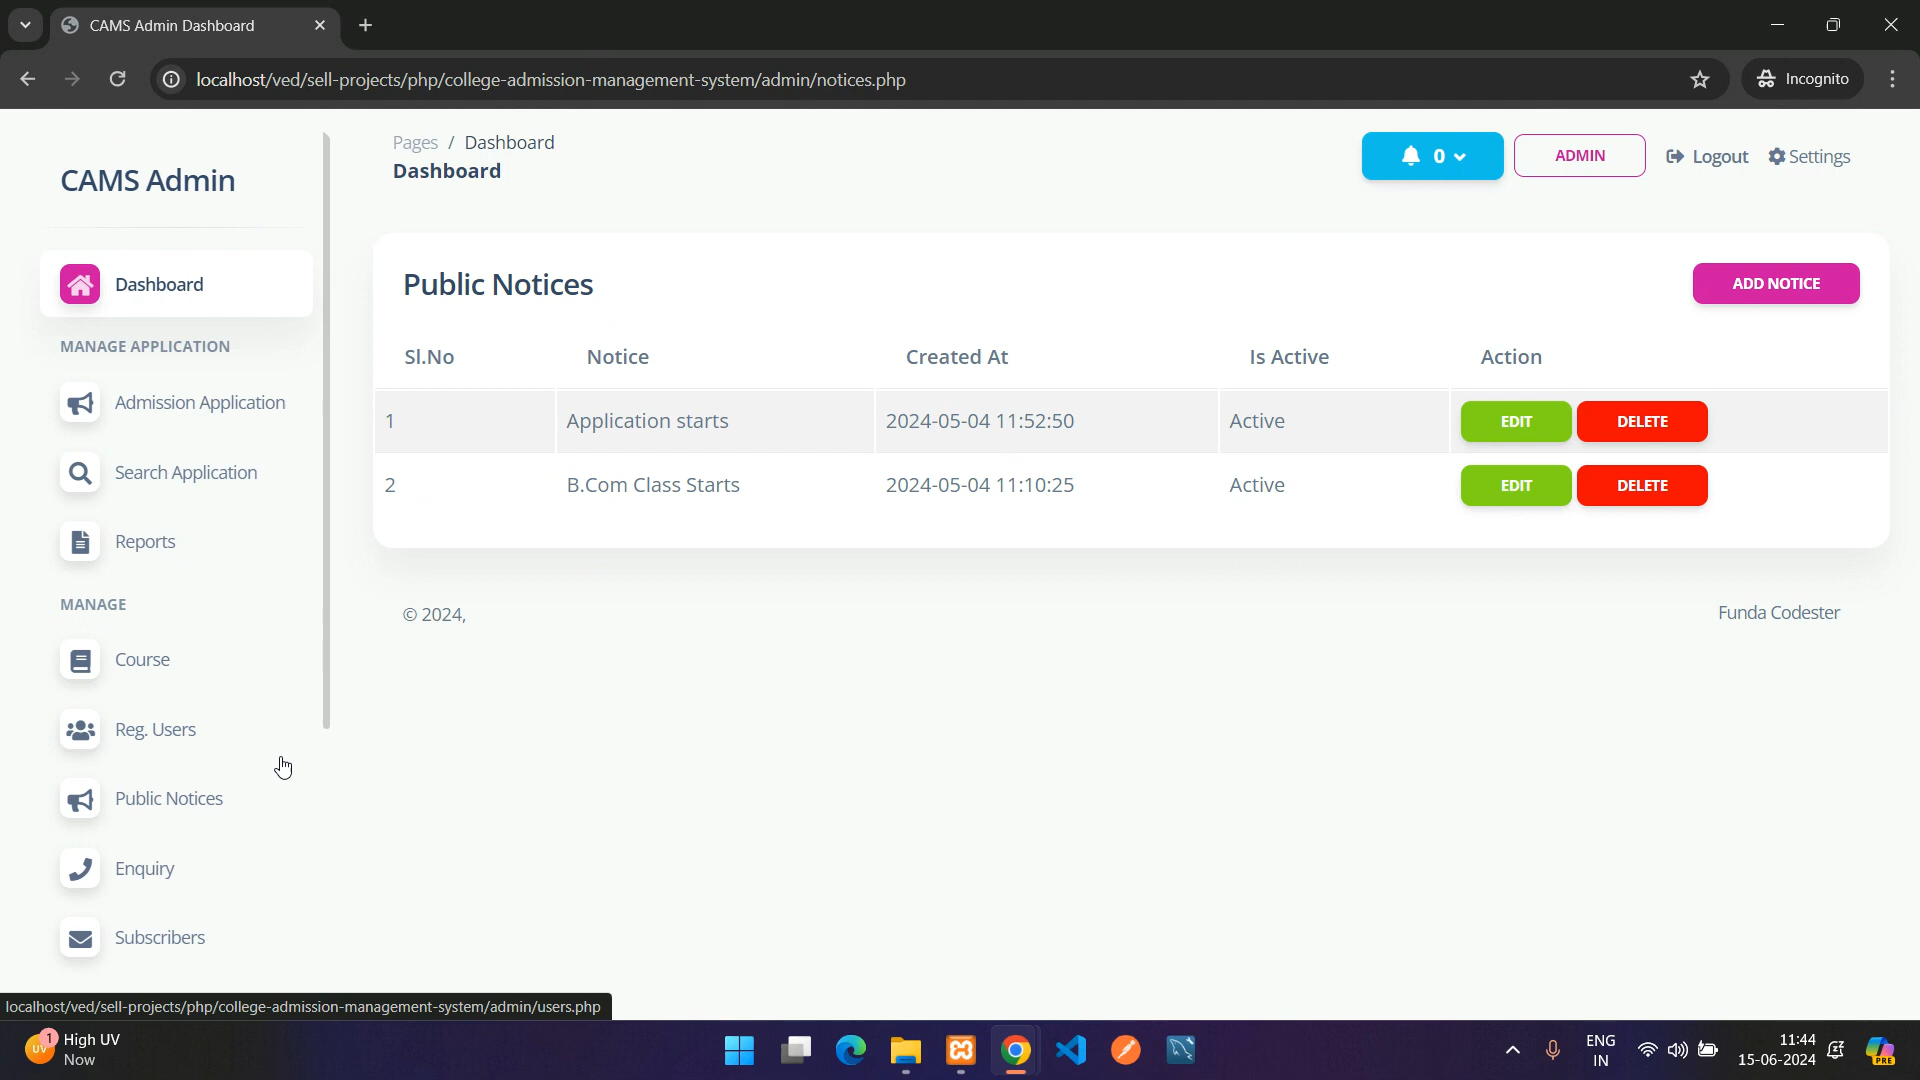 CAMS Admin Dashboard
localhost/ved/sell-projects/php/college-admission-management-system/admin/notices.php
Incognito
CAMS Admin
Pages / Dashboard
Dashboard
0
ADMIN
Logout
Settings
Dashboard
MANAGE APPLICATION
Admission Application
Search Application
Reports
MANAGE
Course
Reg. Users
Public Notices
Enquiry
Subscribers
Public Notices
ADD NOTICE
Sl.No Notice Created At Is Active Action
1 Application starts 2024-05-04 11:52:50 Active EDIT DELETE
2 B.Com Class Starts 2024-05-04 11:10:25 Active EDIT DELETE
© 2024,
Funda Codester
localhost/ved/sell-projects/php/college-admission-management-system/admin/users.php
UV
1
High UV
Now
ENG
IN
11:44
15-06-2024
PRE